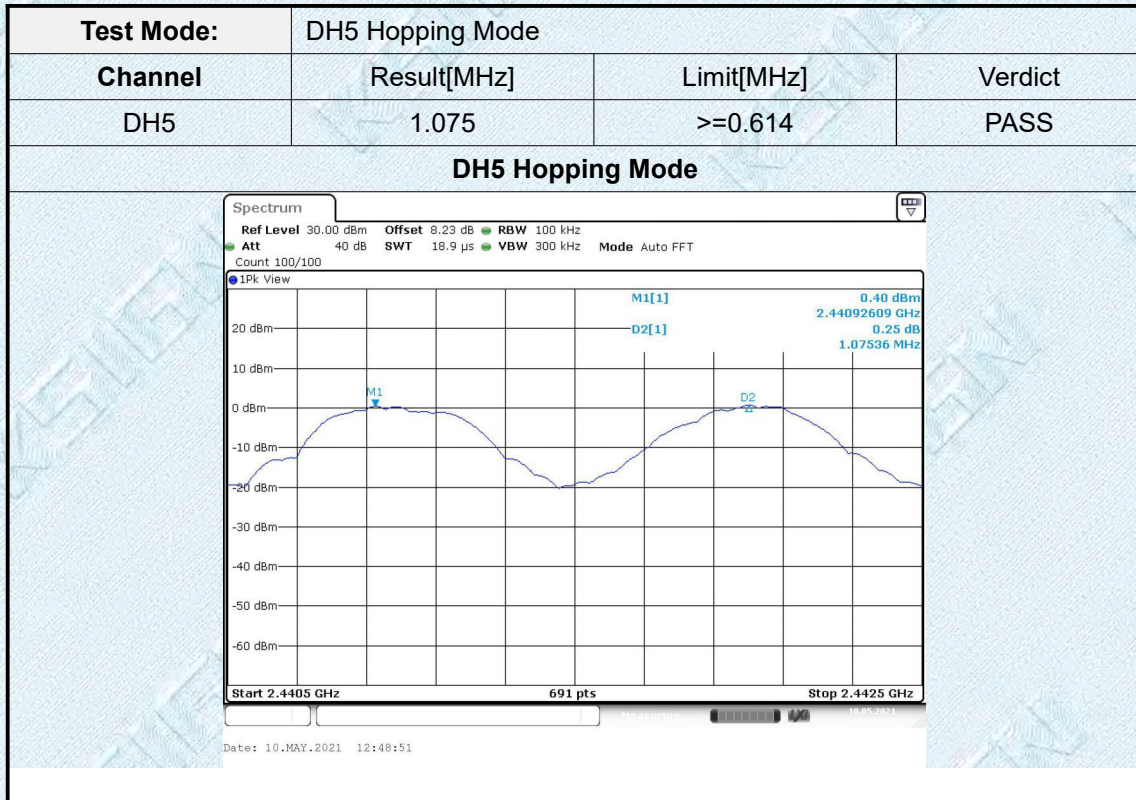 Test Mode: DH5 Hopping Mode
Channel Result[MHz] Limit[MHz] Verdict
DH5 1.075 >=0.614 PASS
DH5 Hopping Mode
Spectrum
Ref Level 30.00 dBm Offset 8.23 dB RBW 100 kHz
Att 40 dB SWT 18.9 µs VBW 300 kHz Mode Auto FFT
Count 100/100
1Pk View
M1[1] 0.40 dBm
2.44092609 GHz
20 dBm
D2[1] 0.25 dB
1.07536 MHz
10 dBm
M1
D2
0 dBm
-10 dBm
-20 dBm
-30 dBm
-40 dBm
-50 dBm
-60 dBm
Start 2.4405 GHz 691 pts Stop 2.4425 GHz
Measuring... 10.05.2021
Date: 10.MAY.2021 12:48:51